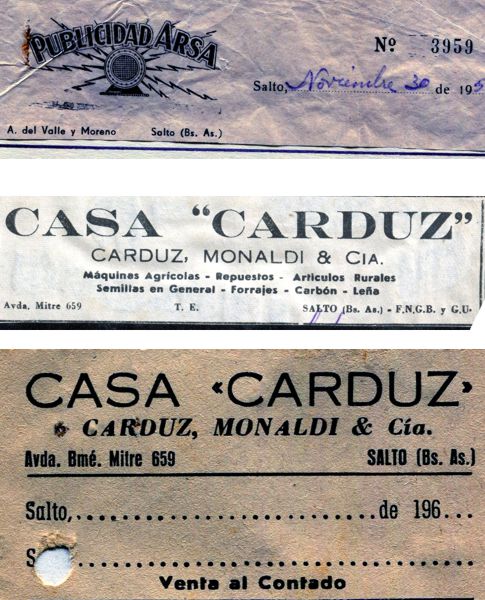 PUBLICIDAD ARSA
Nº 3959
Salto, Noviembre 30 de 195
A. del Valle y Moreno Salto (Bs. As.)
CASA "CARDUZ"
CARDUZ, MONALDI & CIA.
Máquinas Agrícolas - Repuestos - Articulos Rurales
Semillas en General - Forrajes - Carbón - Leña
Avda. Mitre 659 T. E. SALTO (Bs. As.) - F.N.G.B. y G.U.
CASA «CARDUZ»
CARDUZ, MONALDI & Cía.
Avda. Bmé. Mitre 659 SALTO (Bs. As.)
Salto,..............................de 196...
S
Venta al Contado